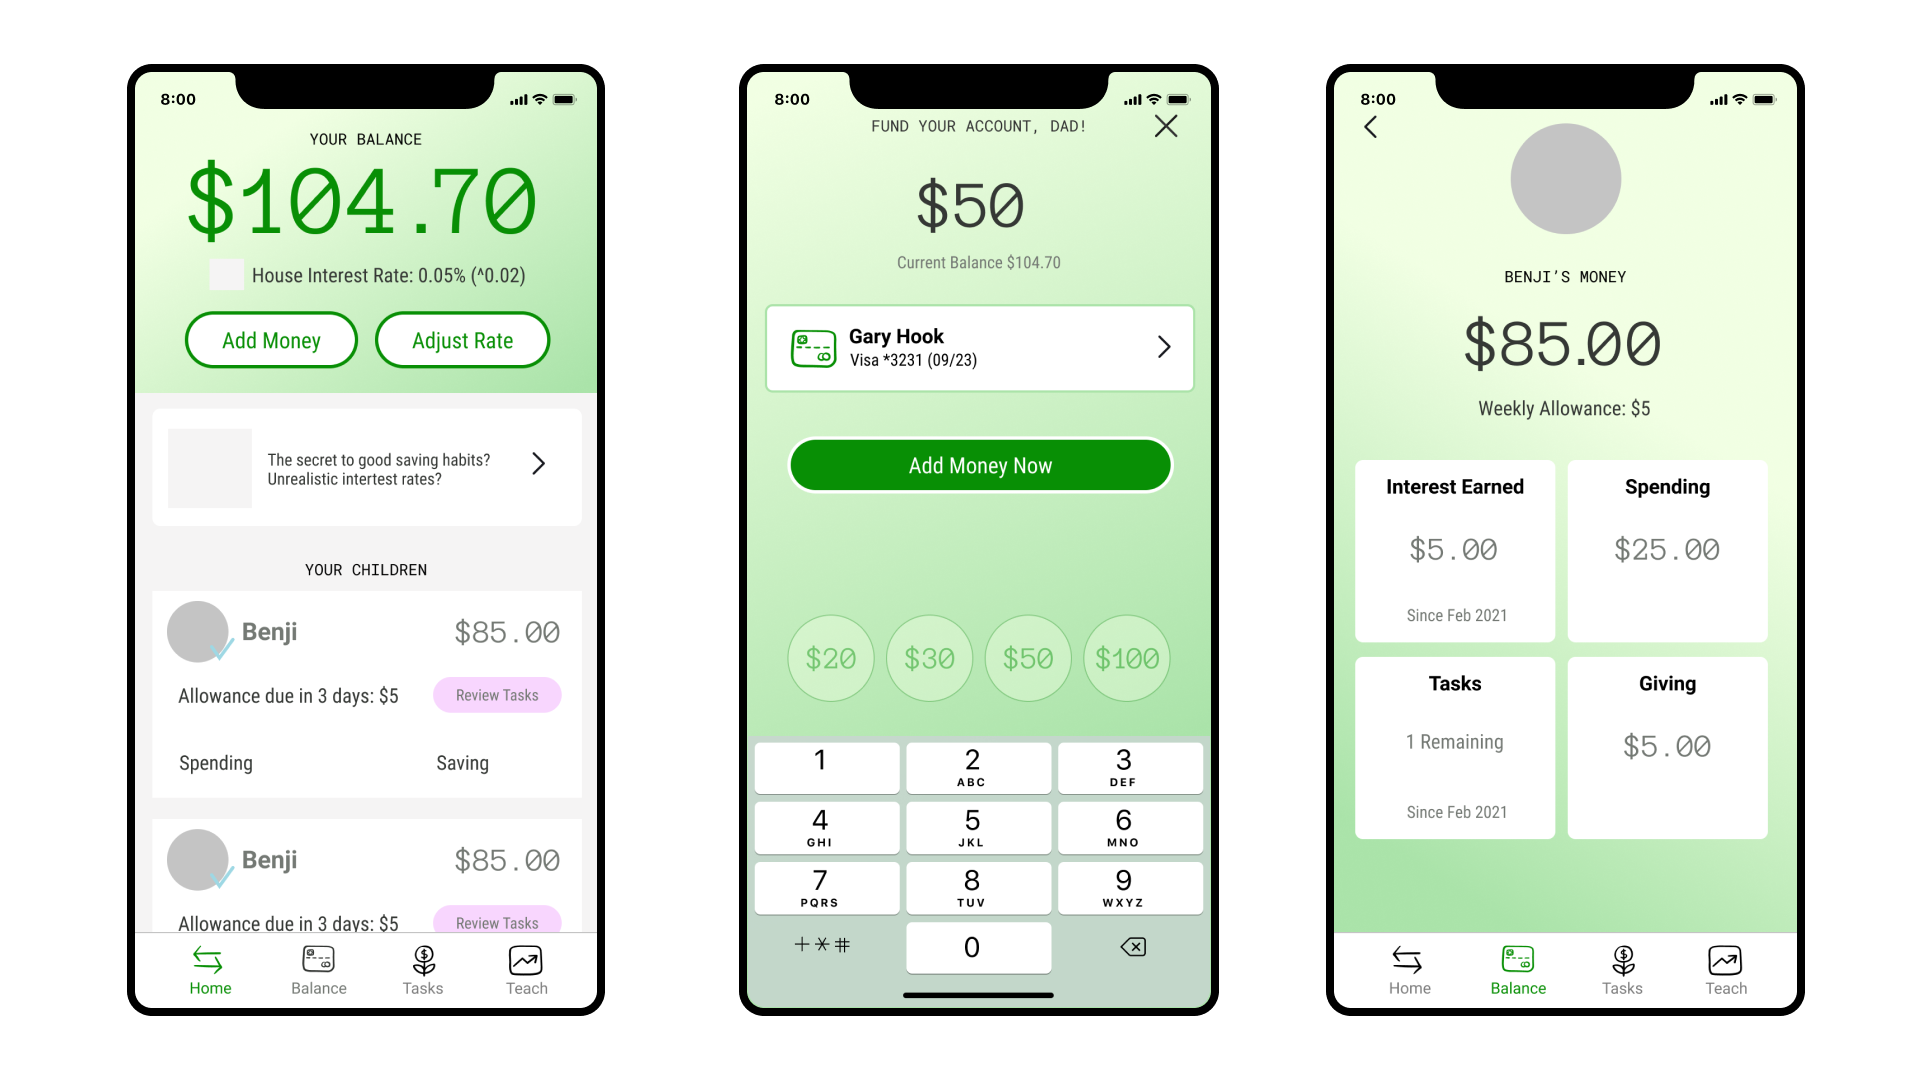 8:00
YOUR BALANCE
$104.70
House Interest Rate: 0.05% (^0.02)
Add Money
Adjust Rate
The secret to good saving habits?
Unrealistic intertest rates?
YOUR CHILDREN
Benji
$85.00
Allowance due in 3 days: $5
Review Tasks
Spending
Saving
Benji
$85.00
Allowance due in 3 days: $5
Review Tasks
Home
Balance
Tasks
Teach
8:00
FUND YOUR ACCOUNT, DAD!
$50
Current Balance $104.70
Gary Hook
Visa *3231 (09/23)
Add Money Now
$20
$30
$50
$100
1
2
ABC
3
DEF
4
GHI
5
JKL
6
MNO
7
PQRS
8
TUV
9
WXYZ
+*#
0
8:00
BENJI'S MONEY
$85.00
Weekly Allowance: $5
Interest Earned
$5.00
Since Feb 2021
Spending
$25.00
Tasks
1 Remaining
Since Feb 2021
Giving
$5.00
Home
Balance
Tasks
Teach